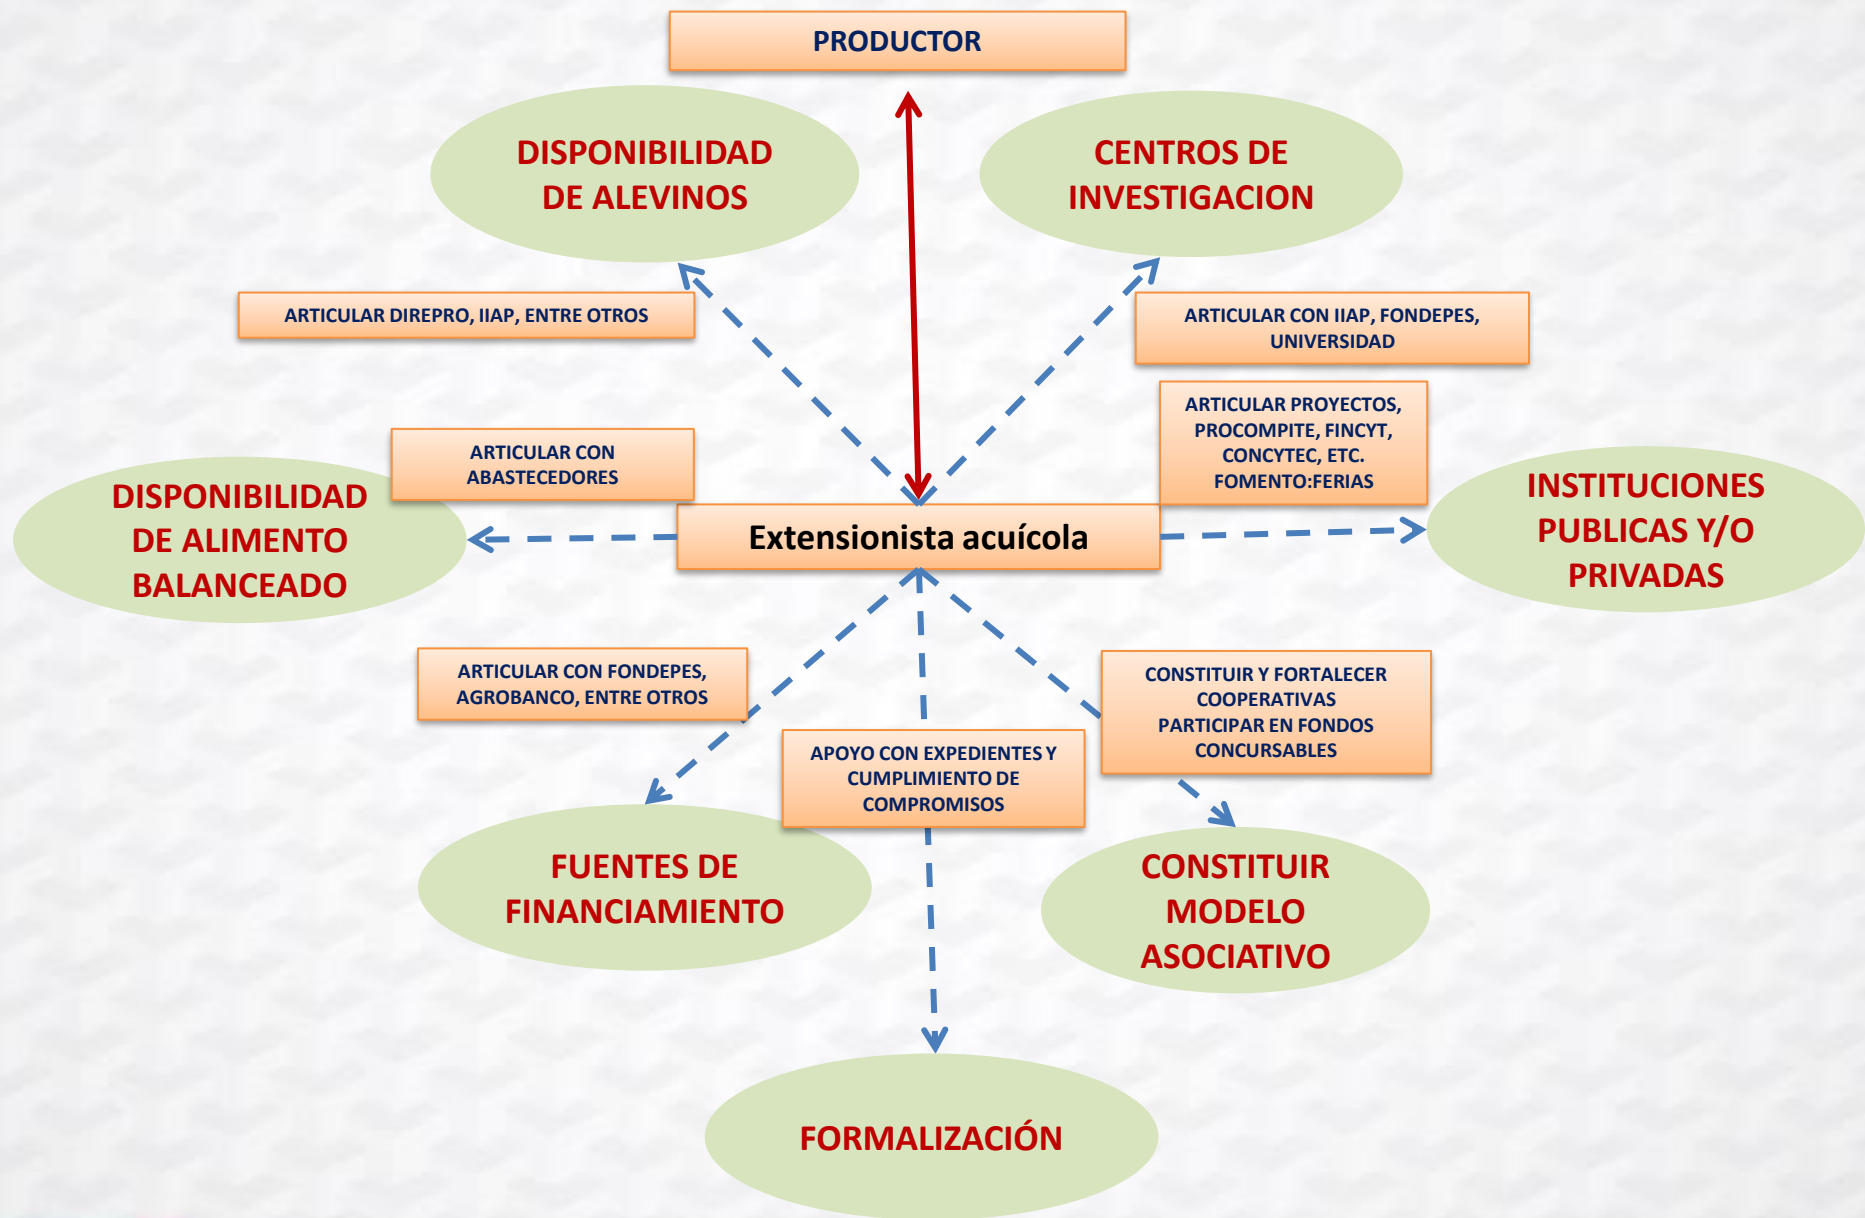 PRODUCTOR
DISPONIBILIDAD
DE ALEVINOS
CENTROS DE
INVESTIGACION
ARTICULAR DIREPRO, IIAP, ENTRE OTROS
ARTICULAR CON IIAP, FONDEPES,
UNIVERSIDAD
ARTICULAR PROYECTOS,
PROCOMPITE, FINCYT,
CONCYTEC, ETC.
FOMENTO:FERIAS
ARTICULAR CON
ABASTECEDORES
DISPONIBILIDAD
DE ALIMENTO
BALANCEADO
Extensionista acuícola
INSTITUCIONES
PUBLICAS Y/O
PRIVADAS
ARTICULAR CON FONDEPES,
AGROBANCO, ENTRE OTROS
CONSTITUIR Y FORTALECER
COOPERATIVAS
PARTICIPAR EN FONDOS
CONCURSABLES
APOYO CON EXPEDIENTES Y
CUMPLIMIENTO DE
COMPROMISOS
FUENTES DE
FINANCIAMIENTO
CONSTITUIR
MODELO
ASOCIATIVO
FORMALIZACIÓN